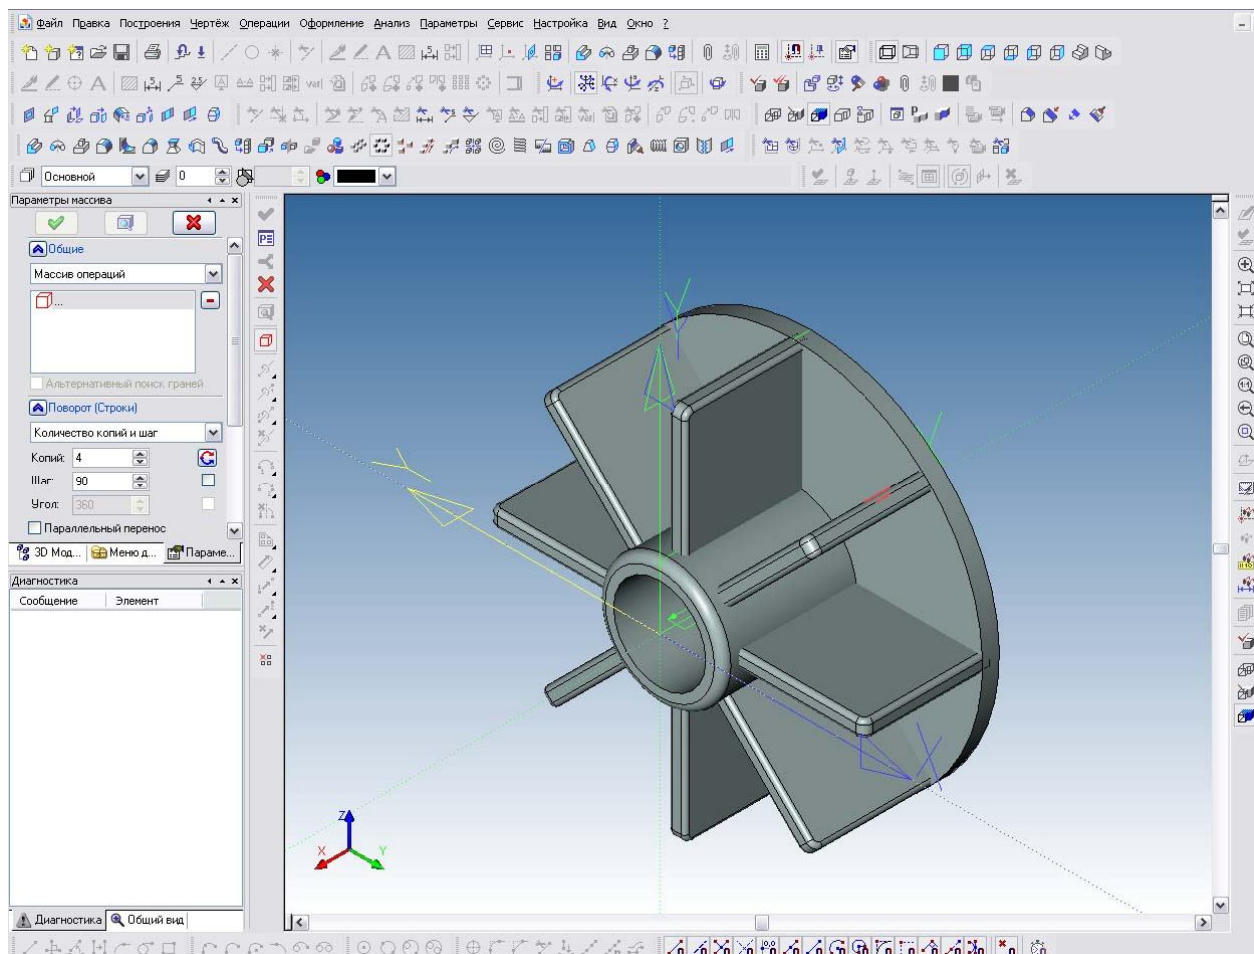 Файл Правка Построения Чертёж Операции Оформление Анализ Параметры Сервис Настройка Вид Окно ?
Основной 0
Параметры массива
Общие
Массив операций
...
Альтернативный поиск граней
Поворот (Строки)
Количество копий и шаг
Копий: 4
Шаг: 90
Угол: 360
Параллельный перенос
3D Мод... Меню д... Параме...
Диагностика
Сообщение Элемент
Диагностика Общий вид
Y
Y
X
Z
X
Y